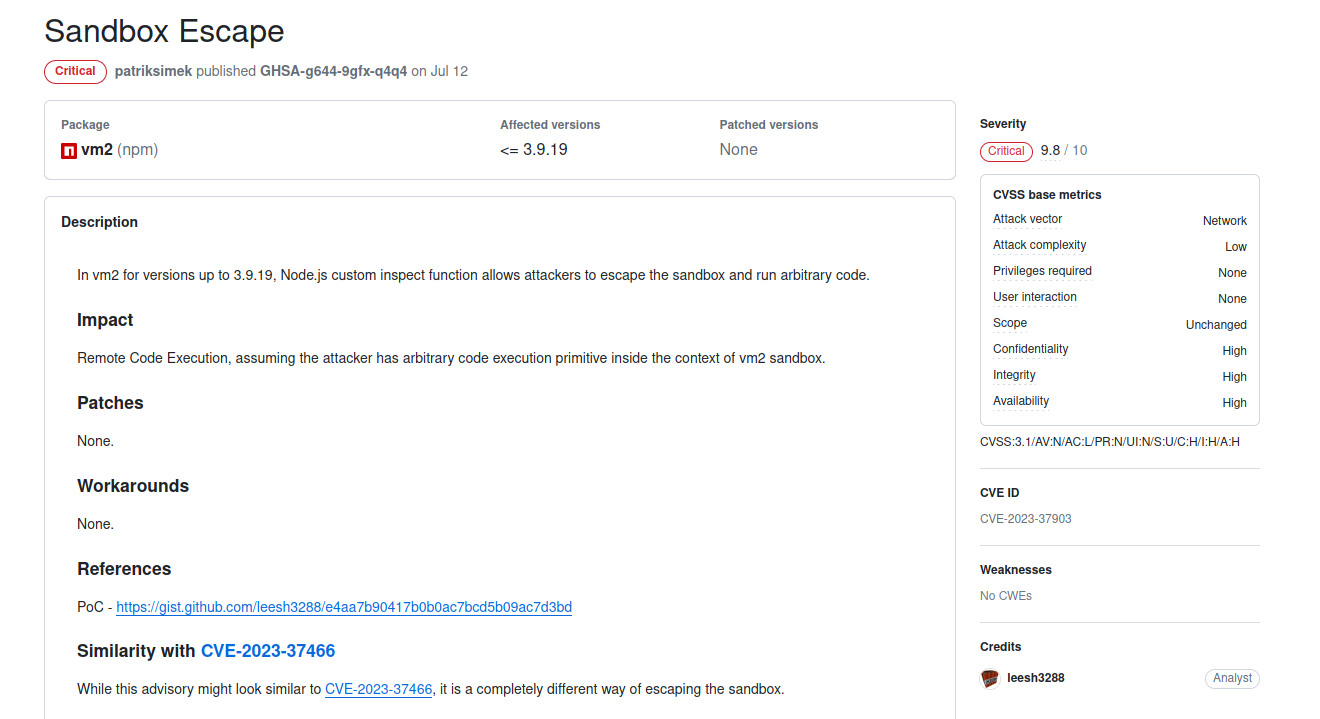 Sandbox Escape
Critical patriksimek published GHSA-g644-9gfx-q4q4 on Jul 12
Package
vm2 (npm)
Affected versions
<= 3.9.19
Patched versions
None
Description
In vm2 for versions up to 3.9.19, Node.js custom inspect function allows attackers to escape the sandbox and run arbitrary code.
Impact
Remote Code Execution, assuming the attacker has arbitrary code execution primitive inside the context of vm2 sandbox.
Patches
None.
Workarounds
None.
References
PoC - https://gist.github.com/leesh3288/e4aa7b90417b0b0ac7bcd5b09ac7d3bd
Similarity with CVE-2023-37466
While this advisory might look similar to CVE-2023-37466, it is a completely different way of escaping the sandbox.
Severity
Critical 9.8 / 10
CVSS base metrics
Attack vector Network
Attack complexity Low
Privileges required None
User interaction None
Scope Unchanged
Confidentiality High
Integrity High
Availability High
CVSS:3.1/AV:N/AC:L/PR:N/UI:N/S:U/C:H/I:H/A:H
CVE ID
CVE-2023-37903
Weaknesses
No CWEs
Credits
leesh3288 Analyst